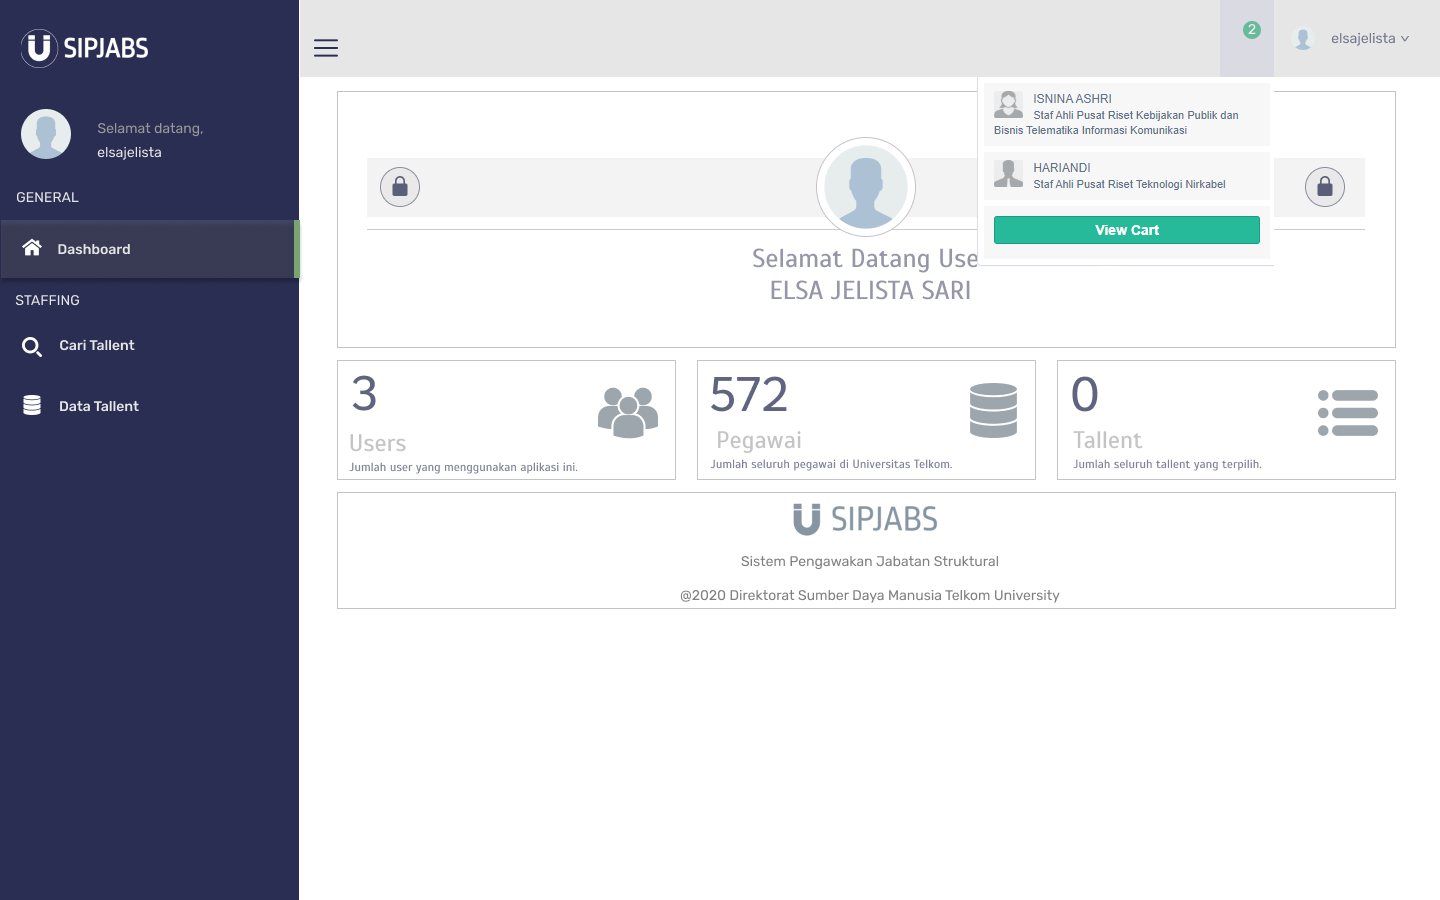 SIPJABS
Selamat datang,
elsajelista
GENERAL
Dashboard
STAFFING
Cari Tallent
Data Tallent
2
elsajelista
ISNINA ASHRI
Staf Ahli Pusat Riset Kebijakan Publik dan
Bisnis Telematika Informasi Komunikasi
HARIANDI
Staf Ahli Pusat Riset Teknologi Nirkabel
View Cart
Selamat Datang Use
ELSA JELISTA SARI
3
Users
Jumlah user yang menggunakan aplikasi ini.
572
Pegawai
Jumlah seluruh pegawai di Universitas Telkom.
0
Tallent
Jumlah seluruh tallent yang terpilih.
SIPJABS
Sistem Pengawakan Jabatan Struktural
@2020 Direktorat Sumber Daya Manusia Telkom University